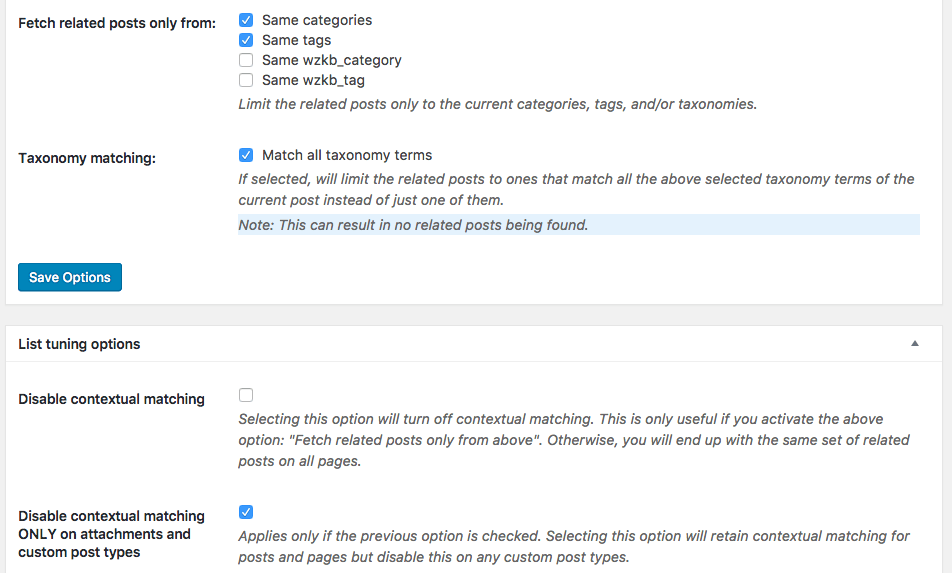 Fetch related posts only from:
Same categories
Same tags
Same wzkb_category
Same wzkb_tag
Limit the related posts only to the current categories, tags, and/or taxonomies.
Taxonomy matching:
Match all taxonomy terms
If selected, will limit the related posts to ones that match all the above selected taxonomy terms of the
current post instead of just one of them.
Note: This can result in no related posts being found.
Save Options
List tuning options
Disable contextual matching
Selecting this option will turn off contextual matching. This is only useful if you activate the above
option: "Fetch related posts only from above". Otherwise, you will end up with the same set of related
posts on all pages.
Disable contextual matching
ONLY on attachments and
custom post types
Applies only if the previous option is checked. Selecting this option will retain contextual matching for
posts and pages but disable this on any custom post types.